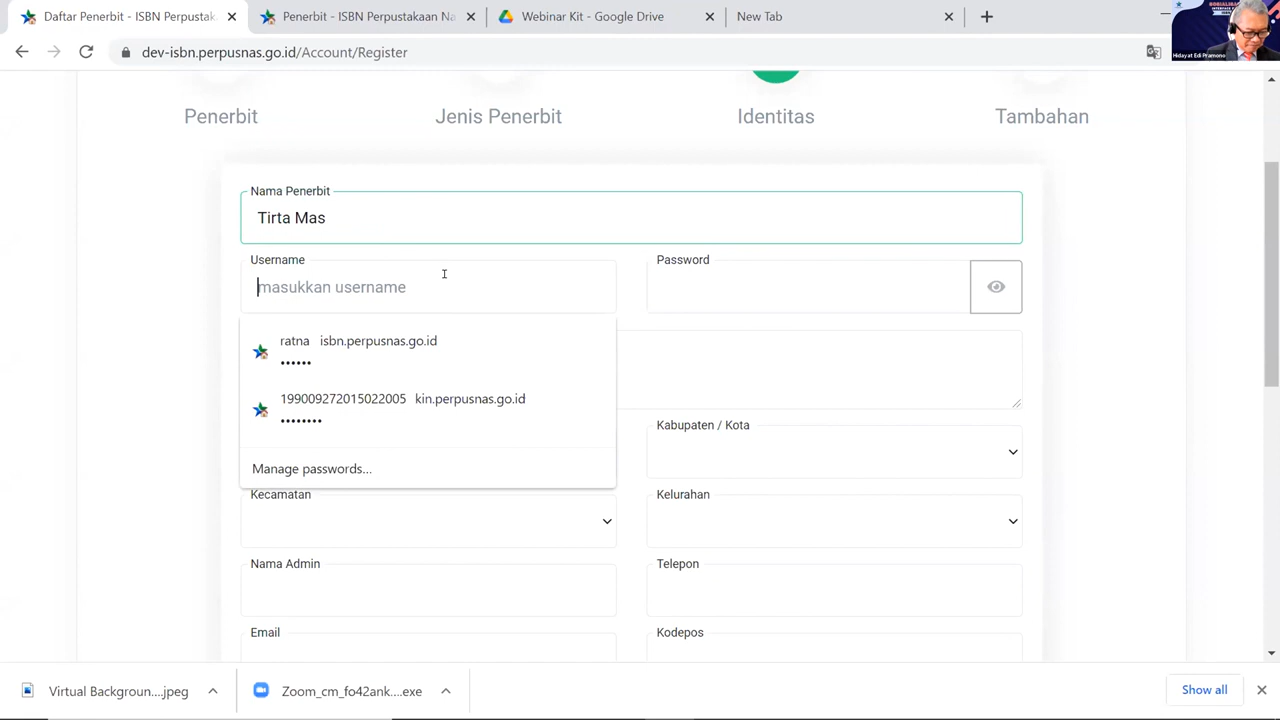 Daftar Penerbit - ISBN Perpustaka
Penerbit - ISBN Perpustakaan Na
Binar Kit - Google Drive
New Tab
dev-isbn.perpusnas.go.id/Account/Register
SOSIALISASI
Hidayat Edi Pramono
Penerbit
Jenis Penerbit
Identitas
Tambahan
Nama Penerbit
Tirta Mas
Username
Password
masukkan username
ratna isbn.perpusnas.go.id
••••••
199009272015022005 kin.perpusnas.go.id
••••••••
Manage passwords...
Kabupaten / Kota
Kecamatan
Kelurahan
Nama Admin
Telepon
Email
Kodepos
Virtual Backgroun....jpeg
Zoom_cm_fo42ank....exe
Show all